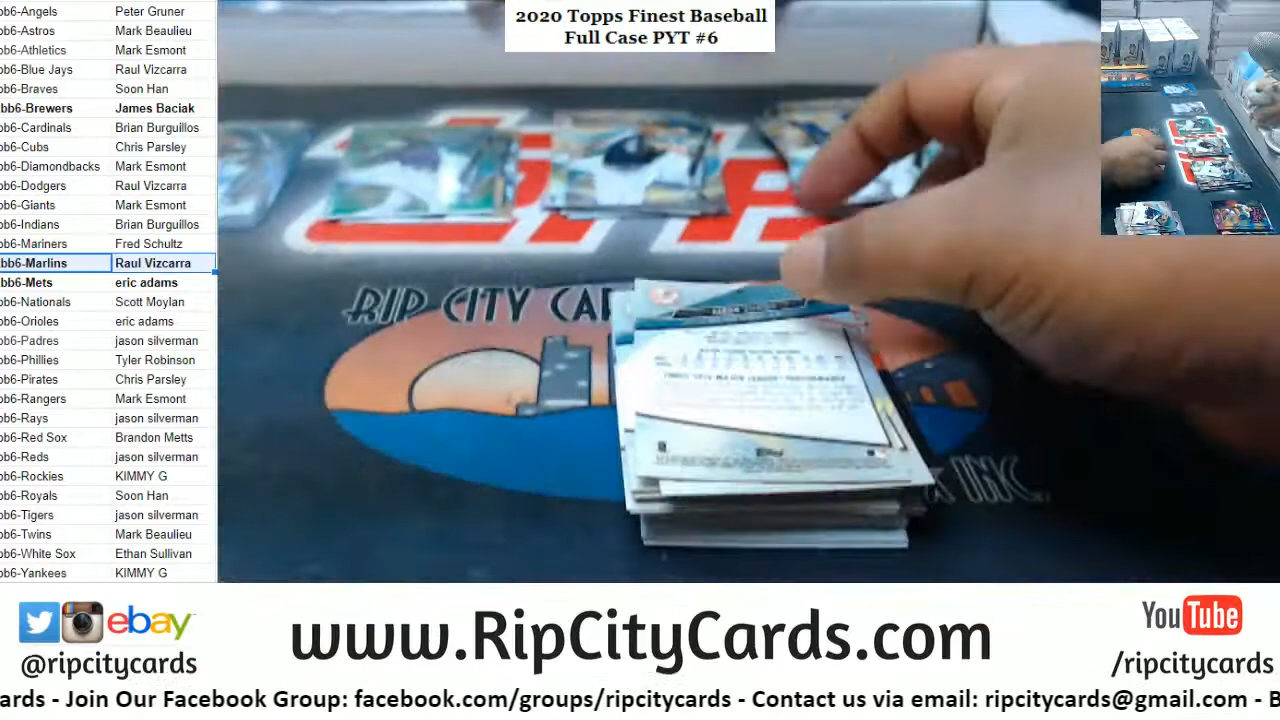 2020 Topps Finest Baseball
Full Case PYT #6
bb6-Angels Peter Gruner
bb6-Astros Mark Beaulieu
bb6-Athletics Mark Esmont
bb6-Blue Jays Raul Vizcarra
bb6-Braves Soon Han
bb6-Brewers James Baciak
bb6-Cardinals Brian Burguillos
bb6-Cubs Chris Parsley
bb6-Diamondbacks Mark Esmont
bb6-Dodgers Raul Vizcarra
bb6-Giants Mark Esmont
bb6-Indians Brian Burguillos
bb6-Mariners Fred Schultz
bb6-Marlins Raul Vizcarra
bb6-Mets eric adams
bb6-Nationals Scott Moylan
bb6-Orioles eric adams
bb6-Padres jason silverman
bb6-Phillies Tyler Robinson
bb6-Pirates Chris Parsley
bb6-Rangers Mark Esmont
bb6-Rays jason silverman
bb6-Red Sox Brandon Metts
bb6-Reds jason silverman
bb6-Rockies KIMMY G
bb6-Royals Soon Han
bb6-Tigers jason silverman
bb6-Twins Mark Beaulieu
bb6-White Sox Ethan Sullivan
bb6-Yankees KIMMY G
RIP CITY CAR
INC.
ebay
@ripcitycards
www.RipCityCards.com
YouTube
/ripcitycards
ards - Join Our Facebook Group: facebook.com/groups/ripcitycards - Contact us via email: ripcitycards@gmail.com - B